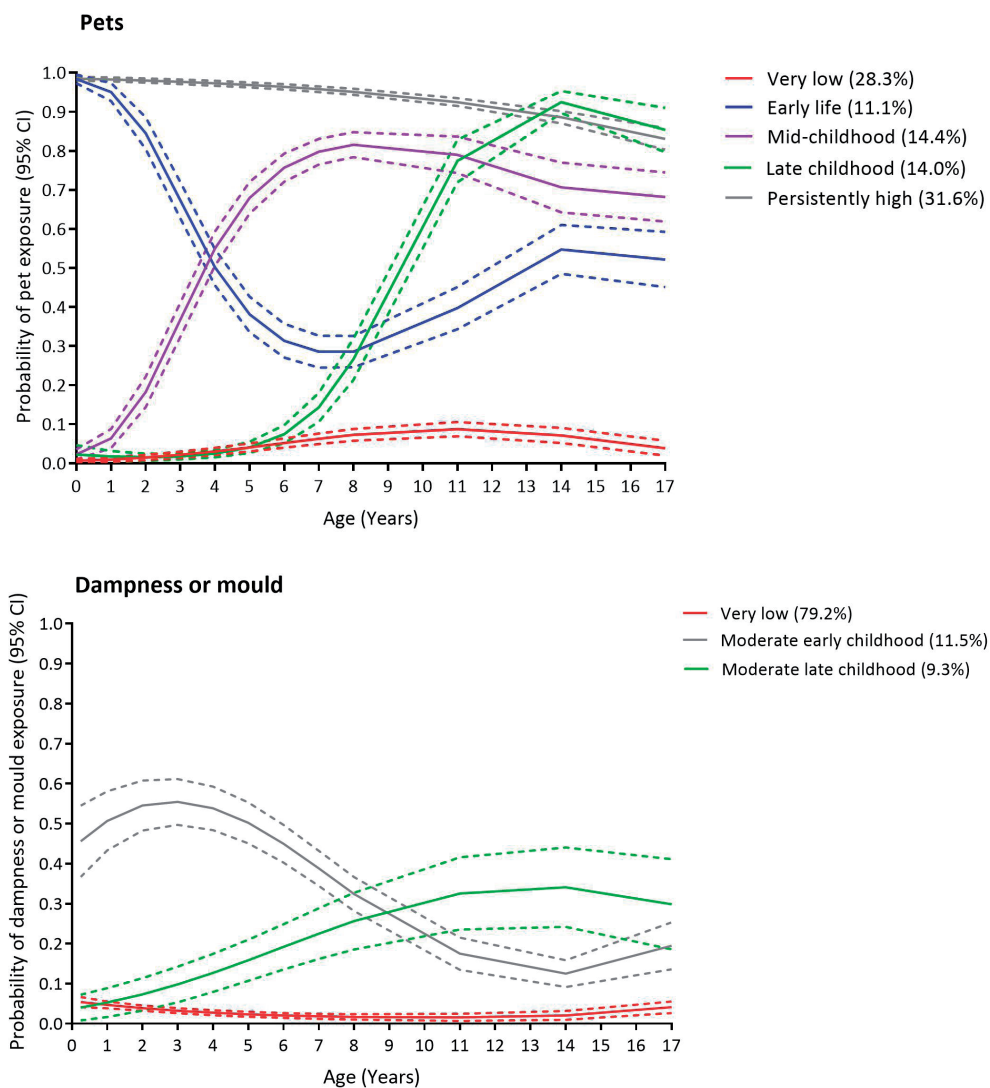 Pets
Probability of pet exposure (95% CI)
1.0
0.9
0.8
0.7
0.6
0.5
0.4
0.3
0.2
0.1
0.0
0 1 2 3 4 5 6 7 8 9 10 11 12 13 14 15 16 17
Age (Years)
Very low (28.3%)
Early life (11.1%)
Mid-childhood (14.4%)
Late childhood (14.0%)
Persistently high (31.6%)
Dampness or mould
Probability of dampness or mould exposure (95% CI)
1.0
0.9
0.8
0.7
0.6
0.5
0.4
0.3
0.2
0.1
0.0
0 1 2 3 4 5 6 7 8 9 10 11 12 13 14 15 16 17
Age (Years)
Very low (79.2%)
Moderate early childhood (11.5%)
Moderate late childhood (9.3%)